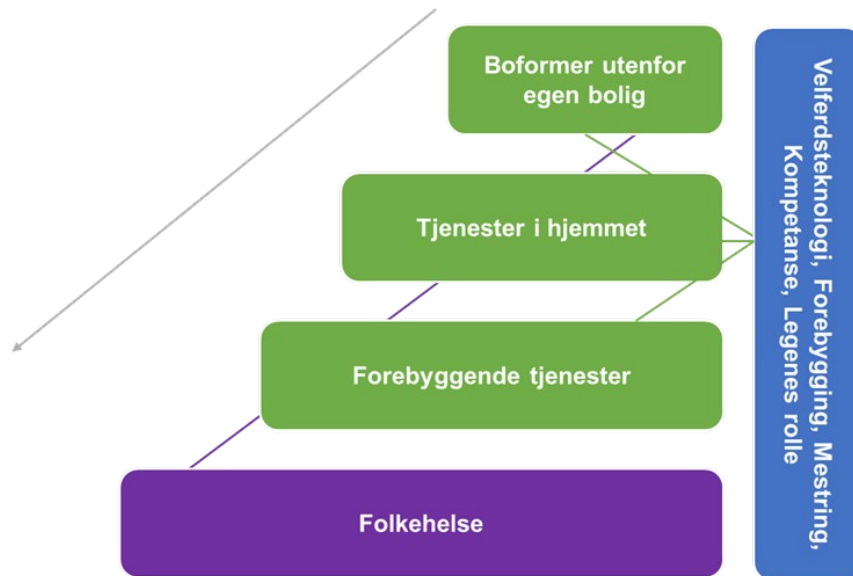 Boformer utenfor
egen bolig
Tjenester i hjemmet
Forebyggende tjenester
Folkehelse
Velferdsteknologi, Forebygging, Mestring,
Kompetanse, Legenes rolle